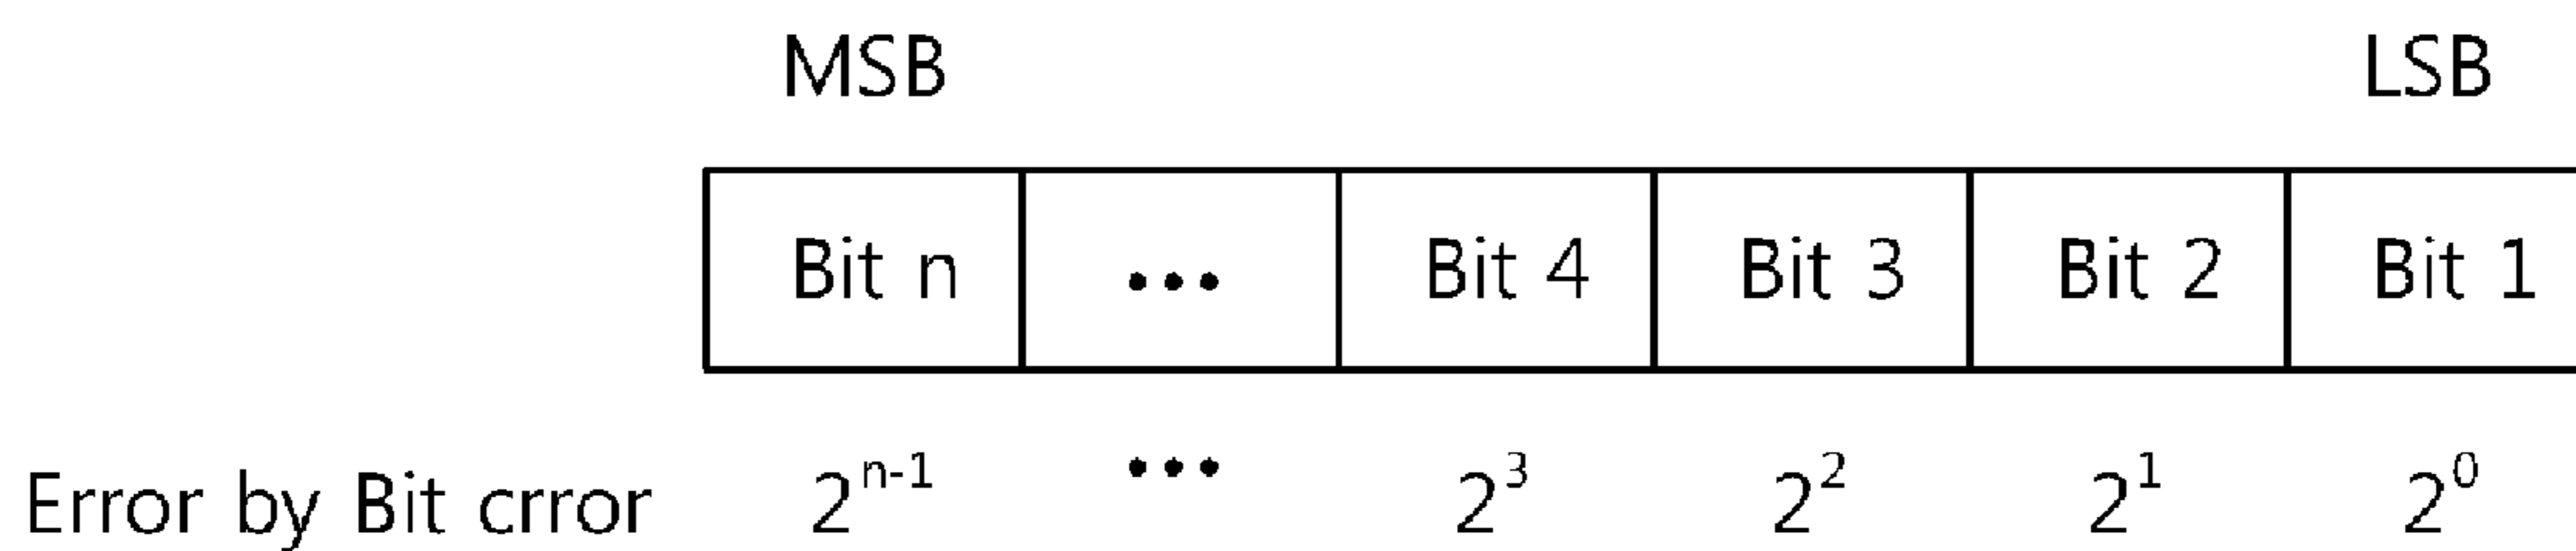 MSB LSB
Bit n ... Bit 4 Bit 3 Bit 2 Bit 1
Error by Bit crror 2^{n-1} ... 2^3 2^2 2^1 2^0